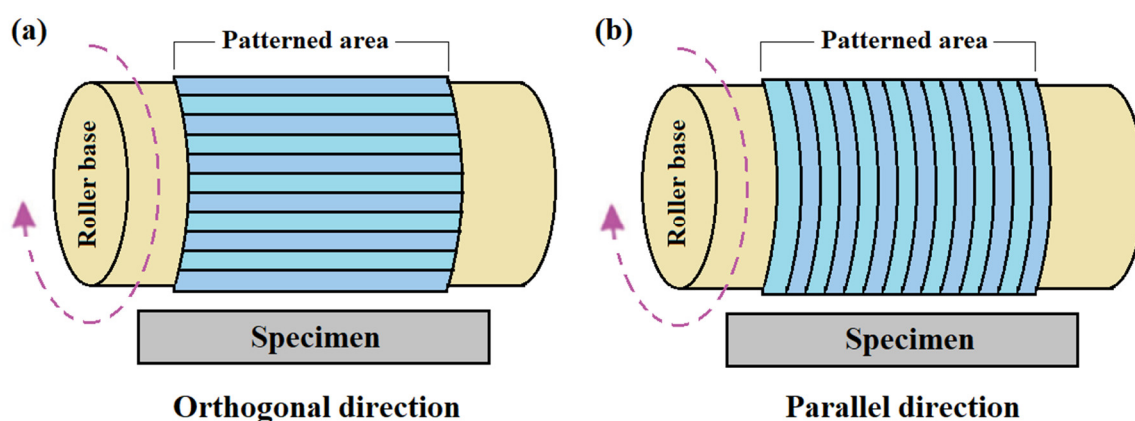 (a)
Patterned area
Roller base
Specimen
Orthogonal direction
(b)
Patterned area
Roller base
Specimen
Parallel direction